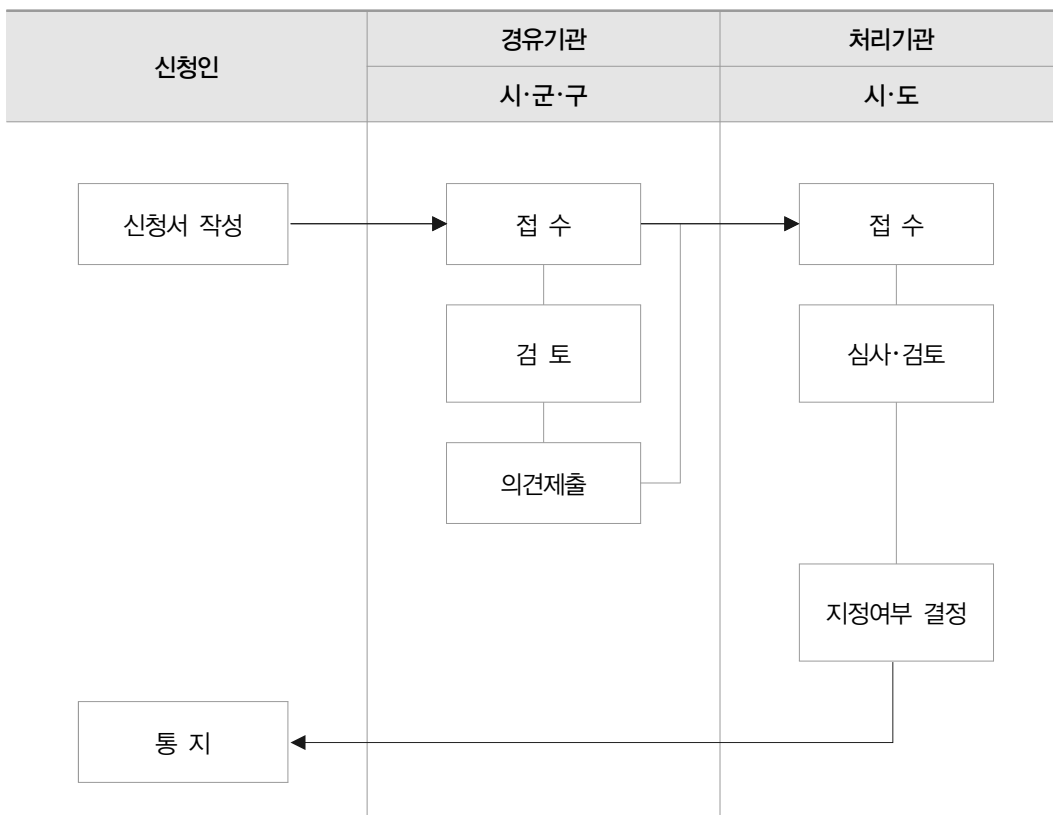 신청인
경유기관
처리기관
시·군·구
시·도
신청서 작성
접 수
접 수
검 토
심사·검토
의견제출
지정여부 결정
통 지